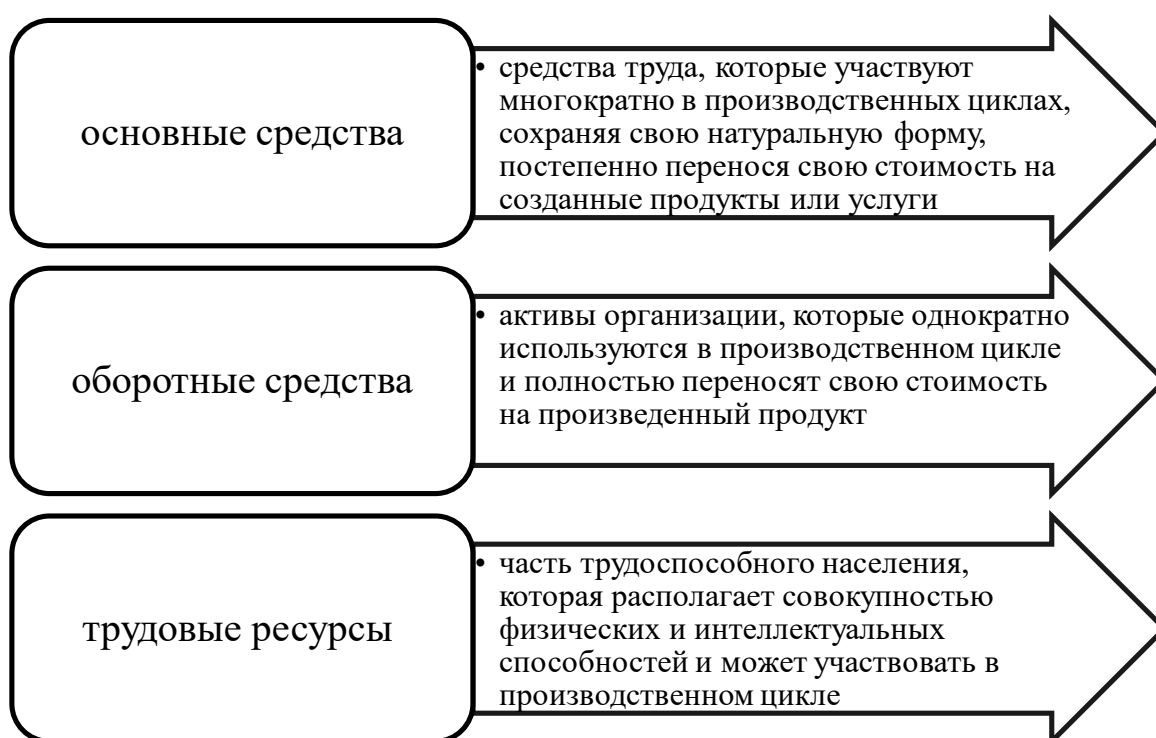 основные средства
• средства труда, которые участвуют
многократно в производственных циклах,
сохраняя свою натуральную форму,
постепенно перенося свою стоимость на
созданные продукты или услуги
оборотные средства
• активы организации, которые однократно
используются в производственном цикле
и полностью переносят свою стоимость
на произведенный продукт
трудовые ресурсы
• часть трудоспособного населения,
которая располагает совокупностью
физических и интеллектуальных
способностей и может участвовать в
производственном цикле